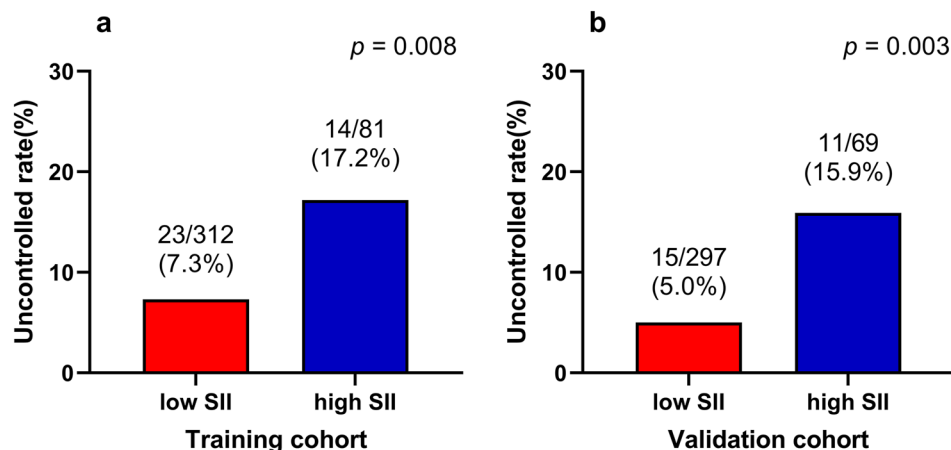 a
p = 0.008
Uncontrolled rate(%)
30
20
10
0
23/312
(7.3%)
14/81
(17.2%)
low SII
high SII
Training cohort
b
p = 0.003
Uncontrolled rate(%)
30
20
10
0
15/297
(5.0%)
11/69
(15.9%)
low SII
high SII
Validation cohort